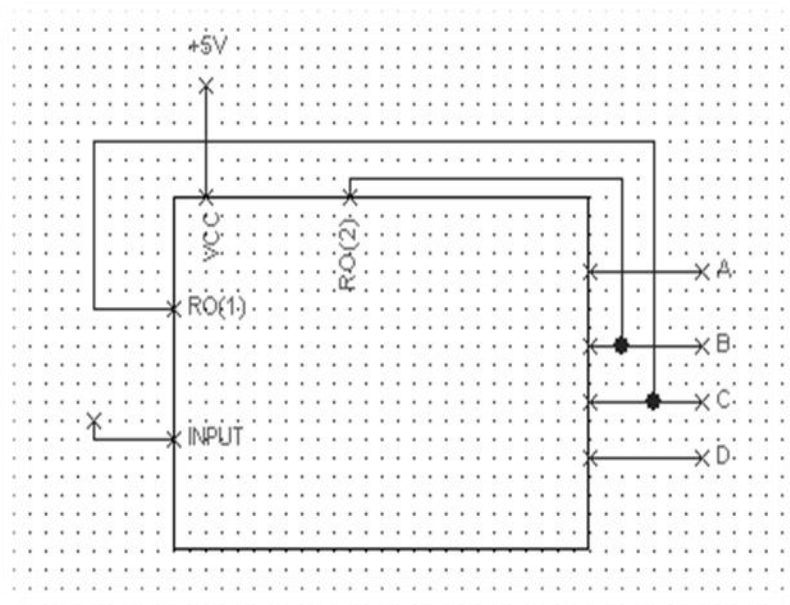 +5V
VCC
RO(2)
A
RO(1)
B
C
INPUT
D